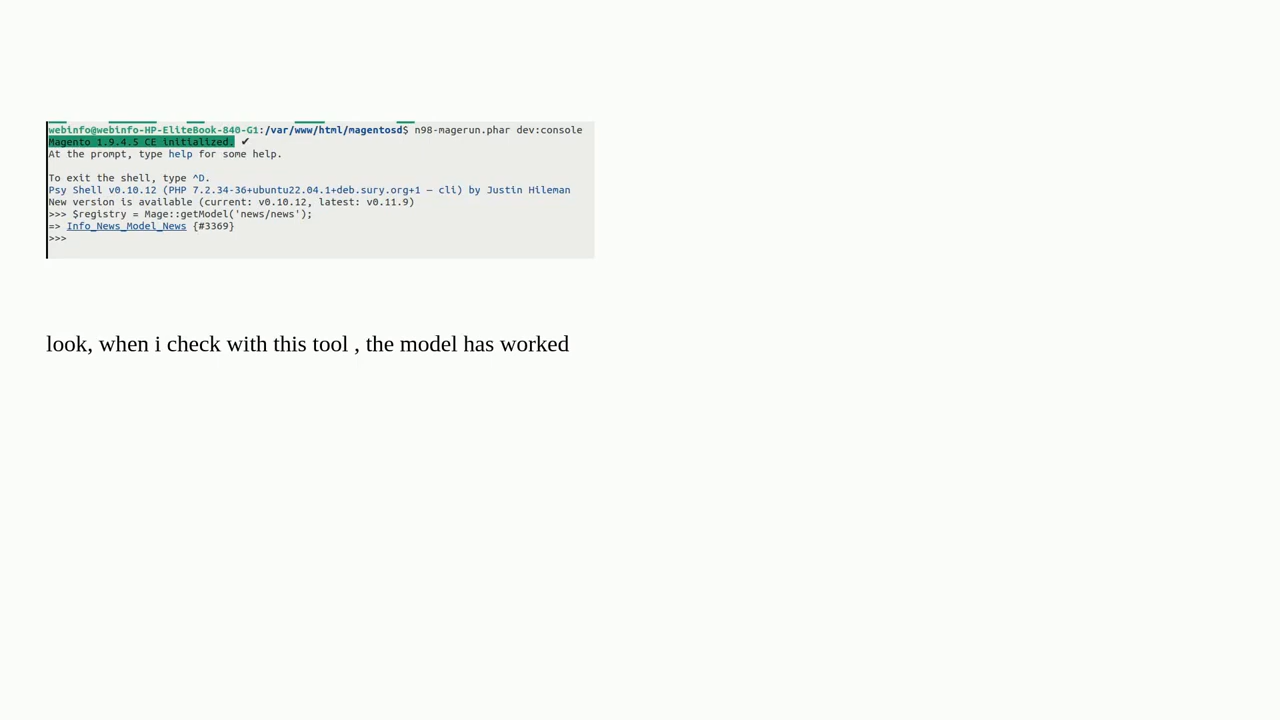 webinfo@webinfo-HP-EliteBook-840-G1:/var/www/html/magentosd$ n98-magerun.phar dev:console
Magento 1.9.4.5 CE initialized. ✔
At the prompt, type help for some help.
To exit the shell, type ^D.
Psy Shell v0.10.12 (PHP 7.2.34-36+ubuntu22.04.1+deb.sury.org+1 — cli) by Justin Hileman
New version is available (current: v0.10.12, latest: v0.11.9)
>>> $registry = Mage::getModel('news/news');
=> Info_News_Model_News {#3369}
>>>
look, when i check with this tool , the model has worked